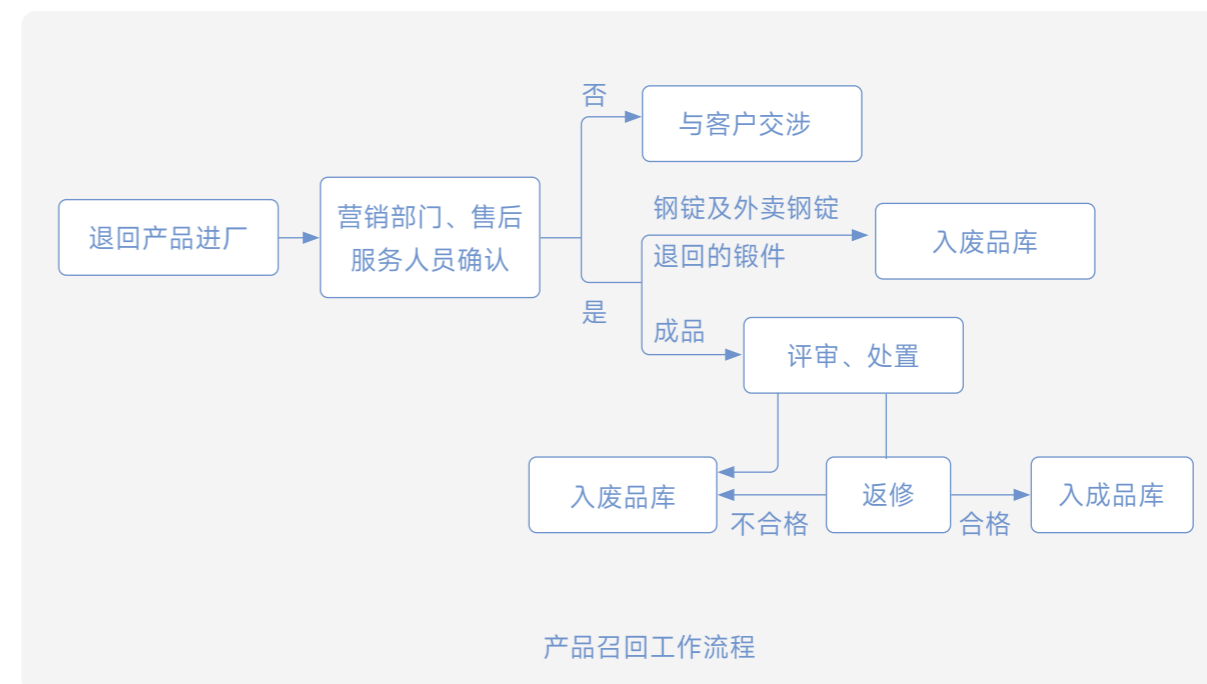 否
与客户交涉
退回产品进厂
营销部门、售后
服务人员确认
钢锭及外卖钢锭
退回的锻件
入废品库
是
成品
评审、处置
入废品库
不合格
返修
合格
入成品库
产品召回工作流程